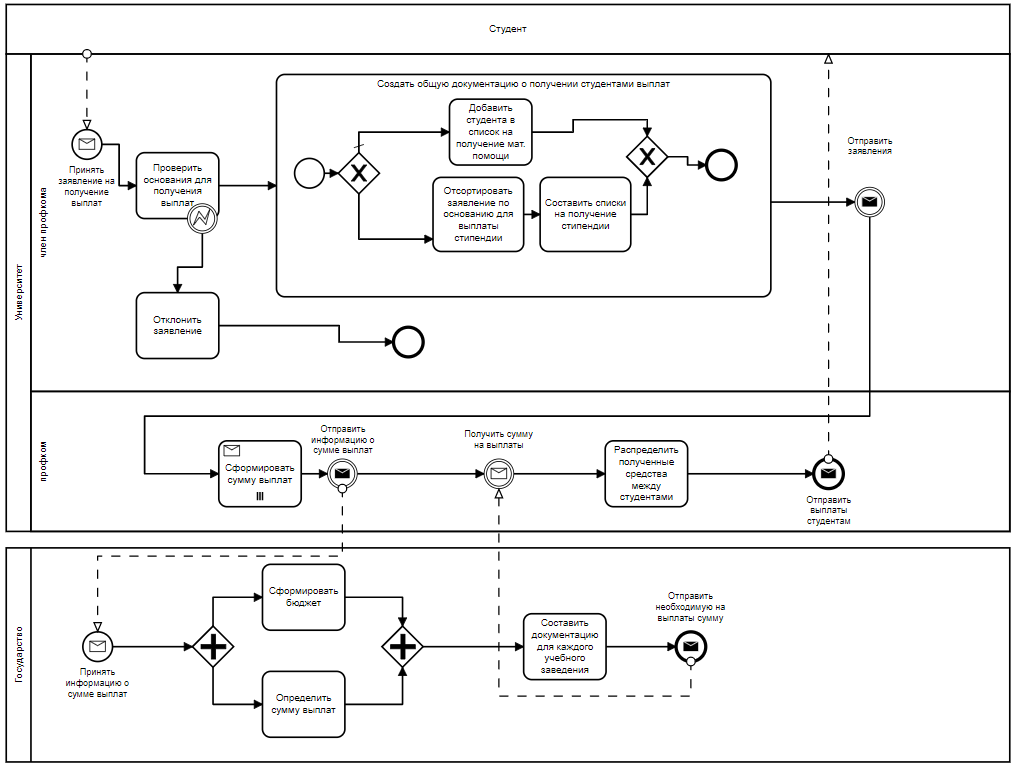 Студент
Университет
член профкома
Принять
заявление на
получение
выплат
Проверить
основания для
получения
выплат
Отклонить
заявление
Создать общую документацию о получении студентами выплат
Добавить
студента в
список на
получение мат.
помощи
Отсортировать
заявление по
основанию для
выплаты
стипендии
Составить списки
на получение
стипендии
Отправить
заявления
профком
Сформировать
сумму выплат
Отправить
информацию о
сумме выплат
Получить сумму
на выплаты
Распределить
полученные
средства
между
студентами
Отправить
выплаты
студентам
Государство
Принять
информацию о
сумме выплат
Сформировать
бюджет
Определить
сумму выплат
Составить
документацию
для каждого
учебного
заведения
Отправить
необходимую на
выплаты сумму